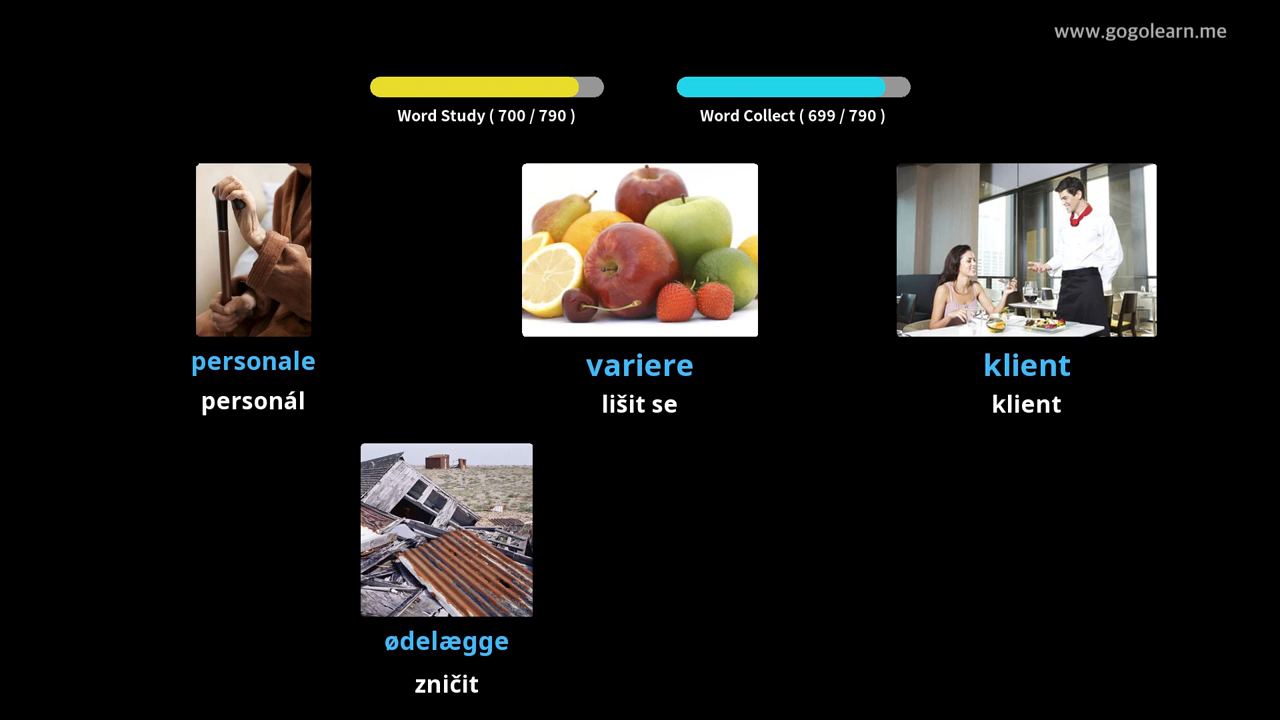 www.gogolearn.me
Word Study ( 700 / 790 )
Word Collect ( 699 / 790 )
personale
personál
variere
lišit se
klient
klient
ødelægge
zničit